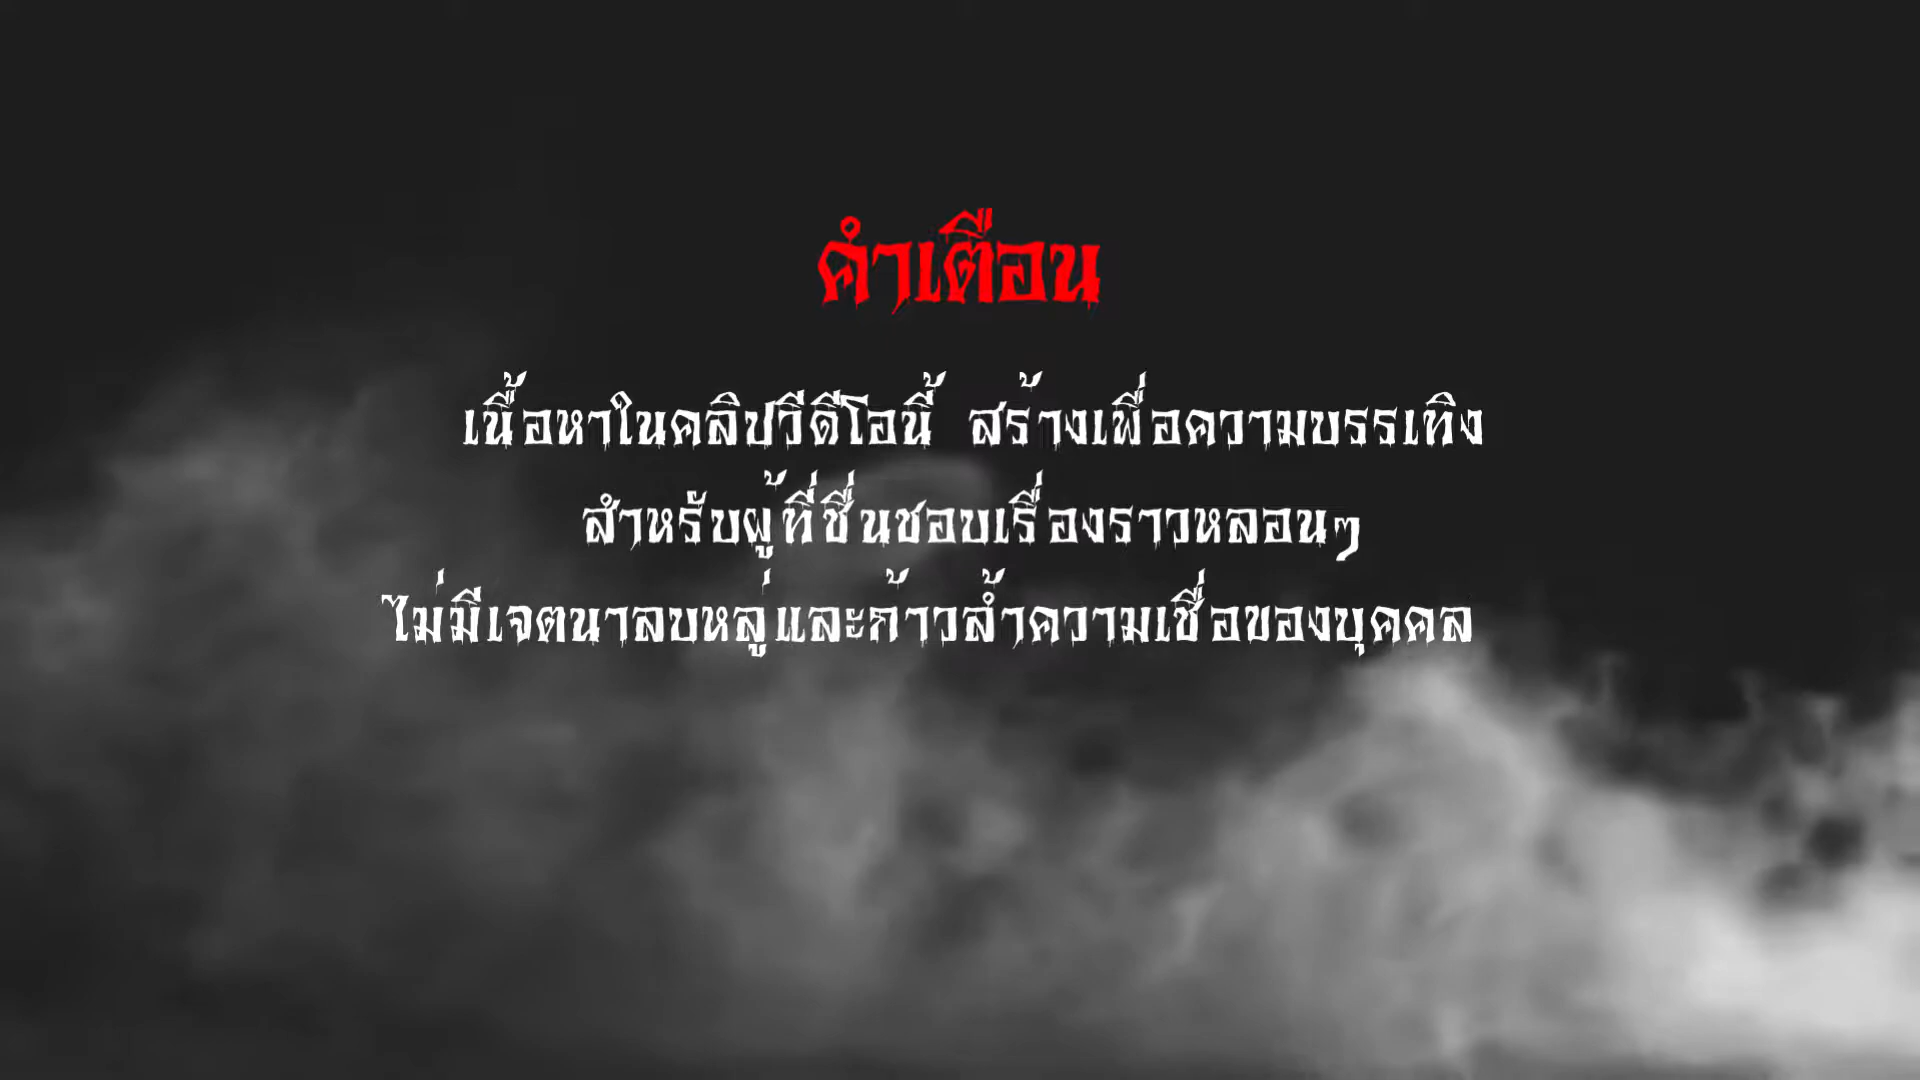 คำเตือน
เนื้อหาในคลิปวีดีโอนี้ สร้างเพื่อความบรรเทิง
สำหรับผู้ที่ชื่นชอบเรื่องราวหลอนๆ
ไม่มีเจตนาลบหลู่และก้าวล้ำความเชื่อของบุคคล